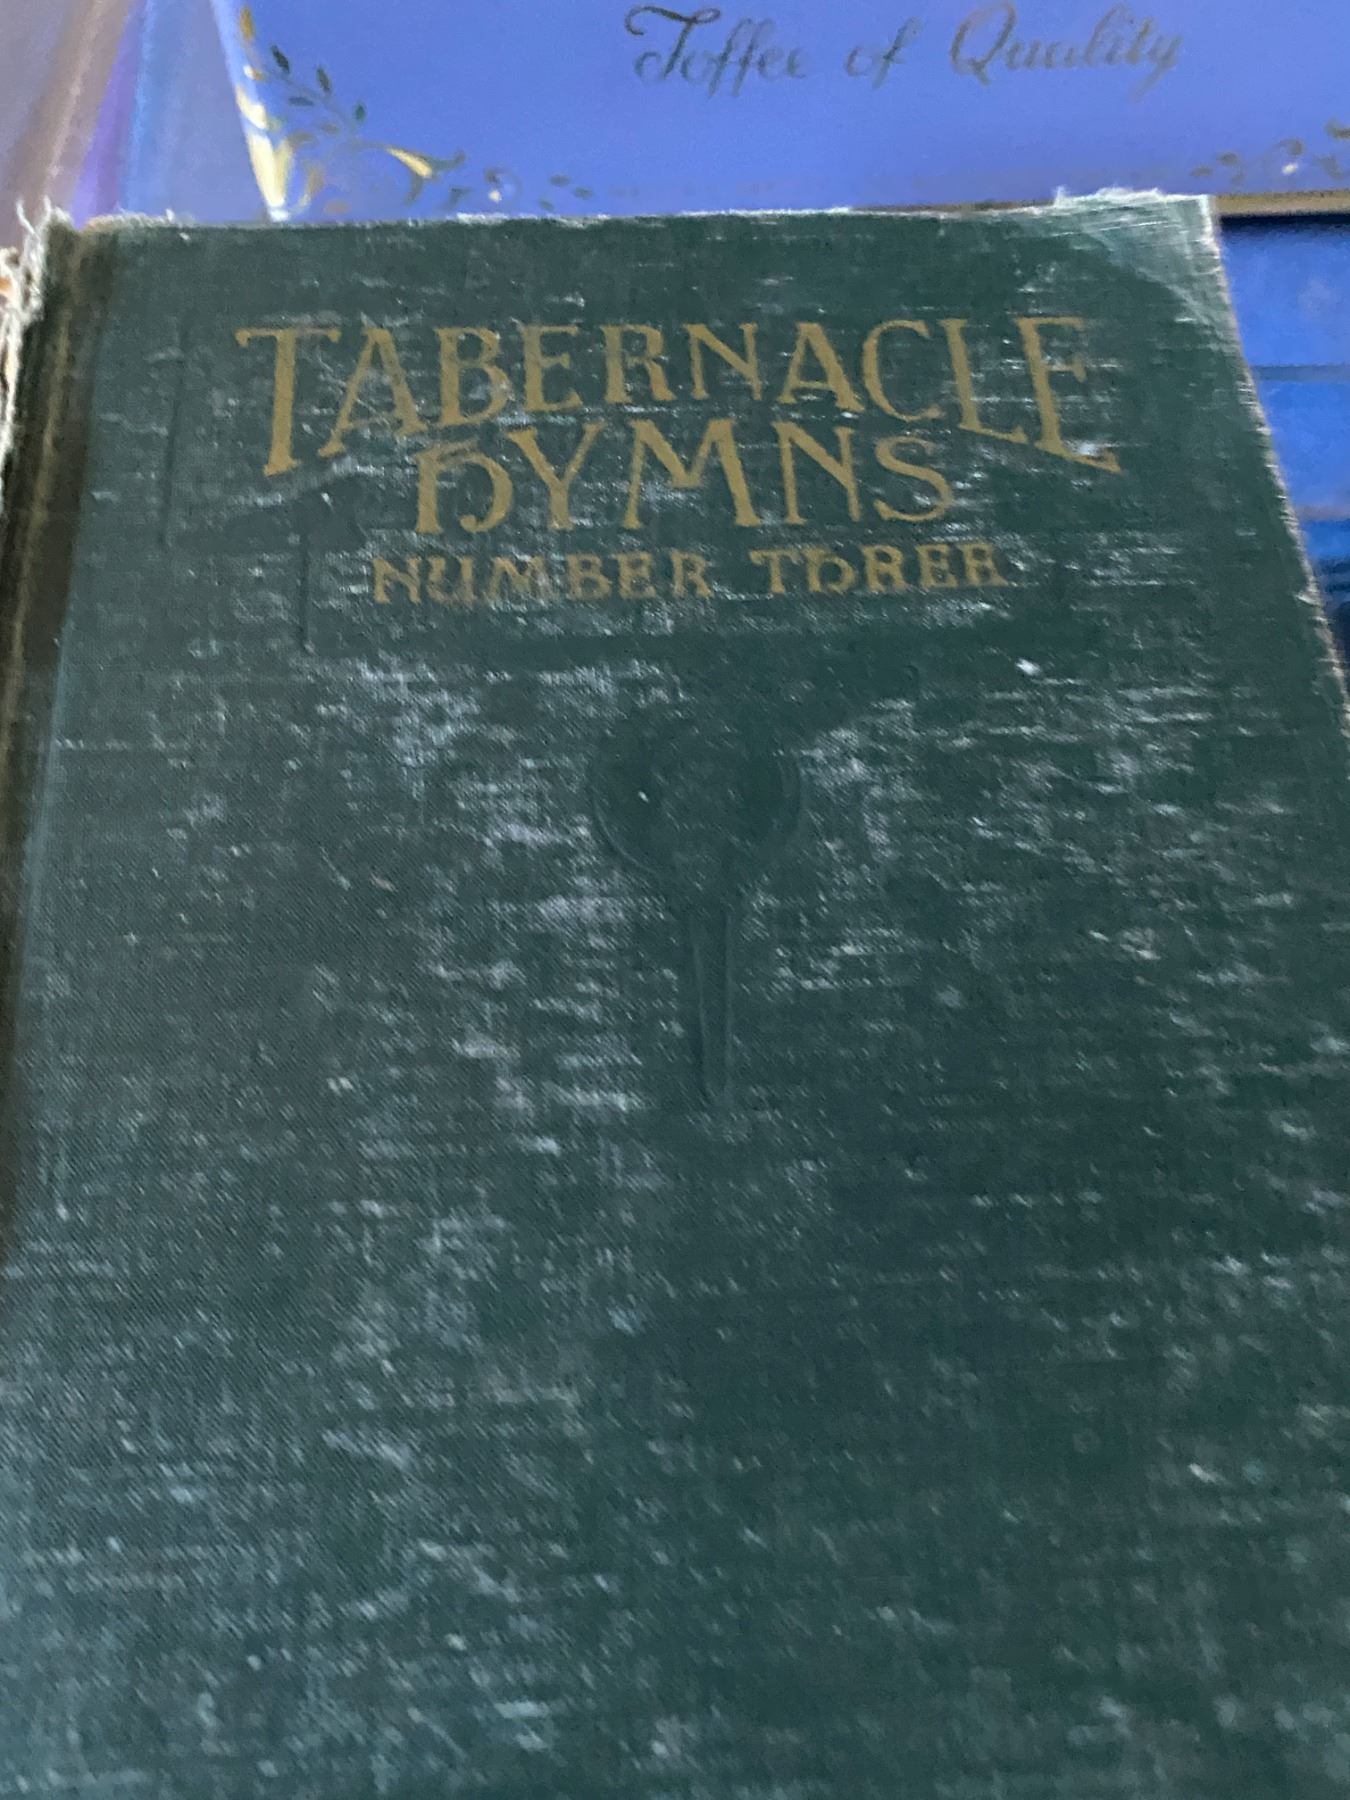 Toffee of Quality
TABERNACLE
HYMNS
NUMBER THREE